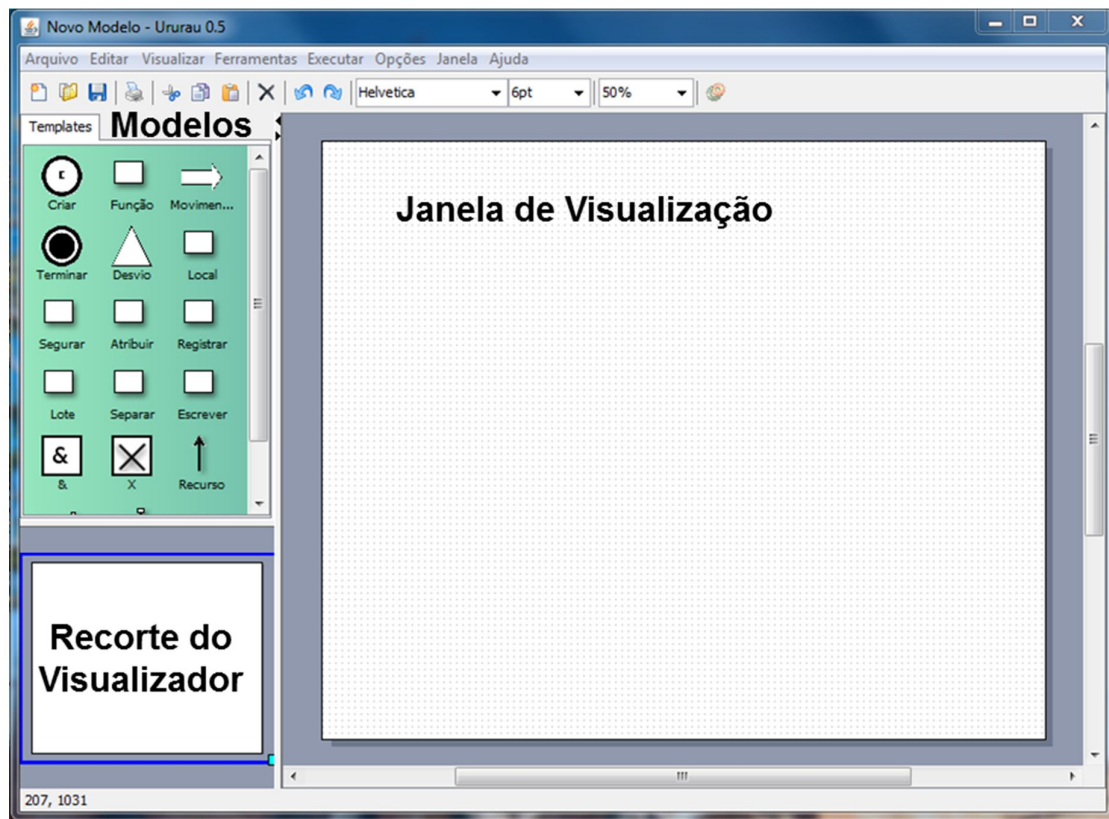 Novo Modelo - Ururau 0.5
Arquivo Editar Visualizar Ferramentas Executar Opções Janela Ajuda
Helvetica 6pt 50%
Templates Modelos
Janela de Visualização
Criar Função Movimen...
Terminar Desvio Local
Segurar Atribuir Registrar
Lote Separar Escrever
&
& X Recurso
Recorte do
Visualizador
207, 1031